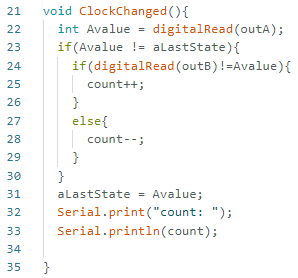 21 void ClockChanged(){
22   int Avalue = digitalRead(outA);
23   if(Avalue != aLastState){
24     if(digitalRead(outB)!=Avalue){
25       count++;
26     }
27     else{
28       count--;
29     }
30   }
31   aLastState = Avalue;
32   Serial.print("count: ");
33   Serial.println(count);
34
35 }